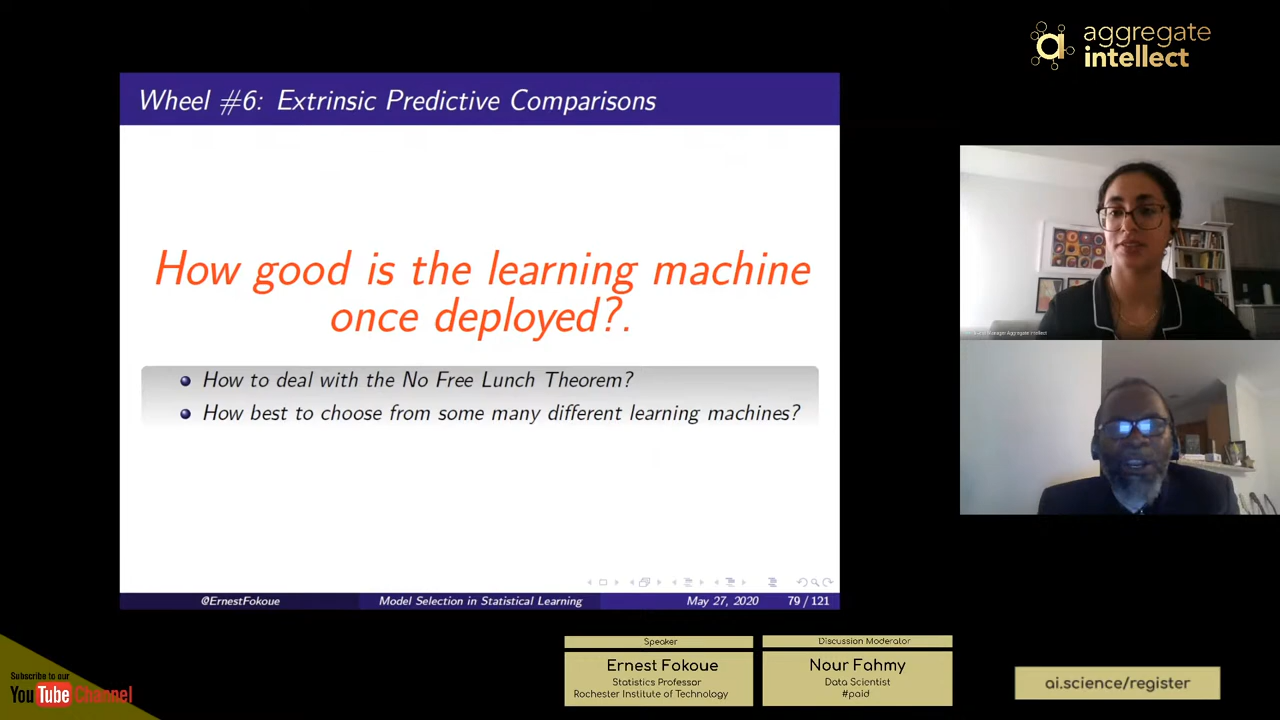 aggregate
intellect
Wheel #6: Extrinsic Predictive Comparisons
How good is the learning machine
once deployed?.
How to deal with the No Free Lunch Theorem?
How best to choose from some many different learning machines?
@ErnestFokoue Model Selection in Statistical Learning May 27, 2020 79 / 121
Manager Aggregate Intellect
Subscribe to our
YouTube Channel
Speaker
Ernest Fokoue
Statistics Professor
Rochester Institute of Technology
Discussion Moderator
Nour Fahmy
Data Scientist
#paid
ai.science/register